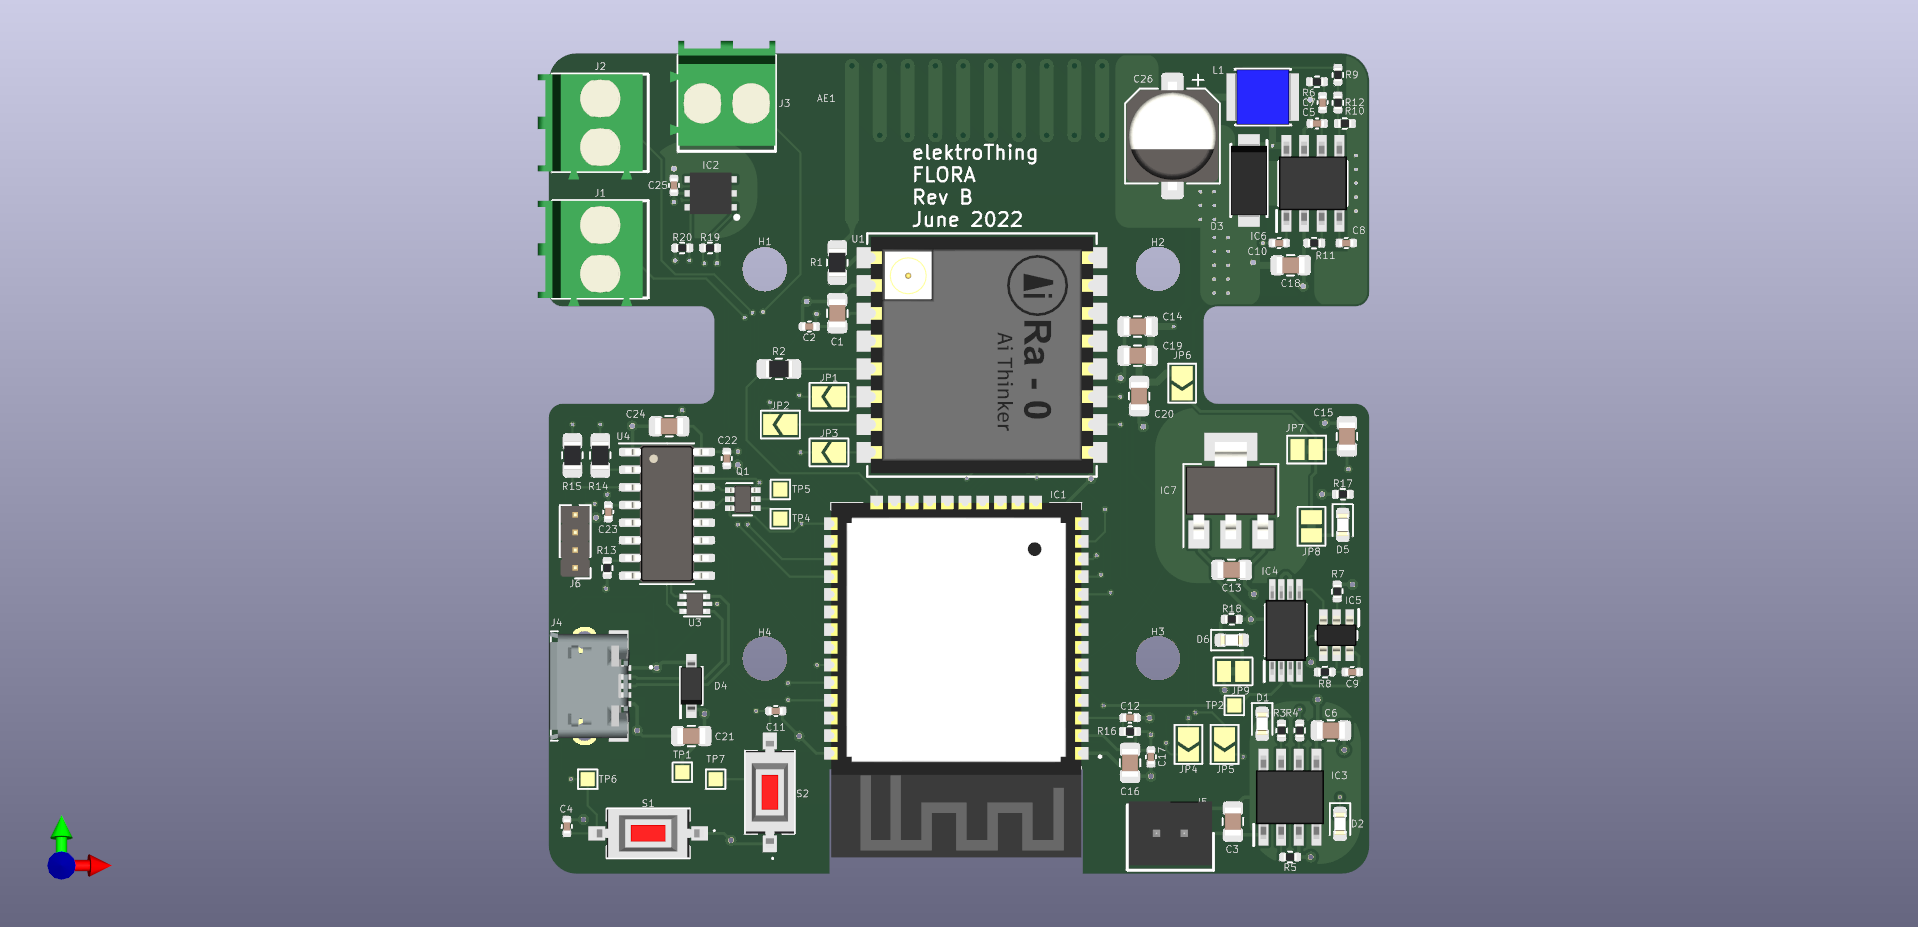 J2
J3
AE1
C26
+
L1
R9
R6
C7
R12
C5
R10
elektroThing
FLORA
Rev B
June 2022
IC2
C25
J1
R20
R19
H1
R1
U1
H2
D3
IC6
C10
R11
C8
C18
Ai
Ra - 0
Ai Thinker
C2
C1
C14
C19
JP6
C20
R2
JP1
JP2
JP3
C24
U4
C22
Q1
C15
JP7
R15
R14
TP5
TP4
IC1
IC7
R17
C23
R13
J6
JP8
D5
C13
IC4
R7
IC5
U3
R18
D6
J4
H4
H3
D4
R8
C9
JP9
TP2
D1
R3
R4
C6
C12
R16
C11
C21
TP1
TP7
TP6
C17
C16
JP4
JP5
IC3
S1
S2
C4
C3
D2
R5